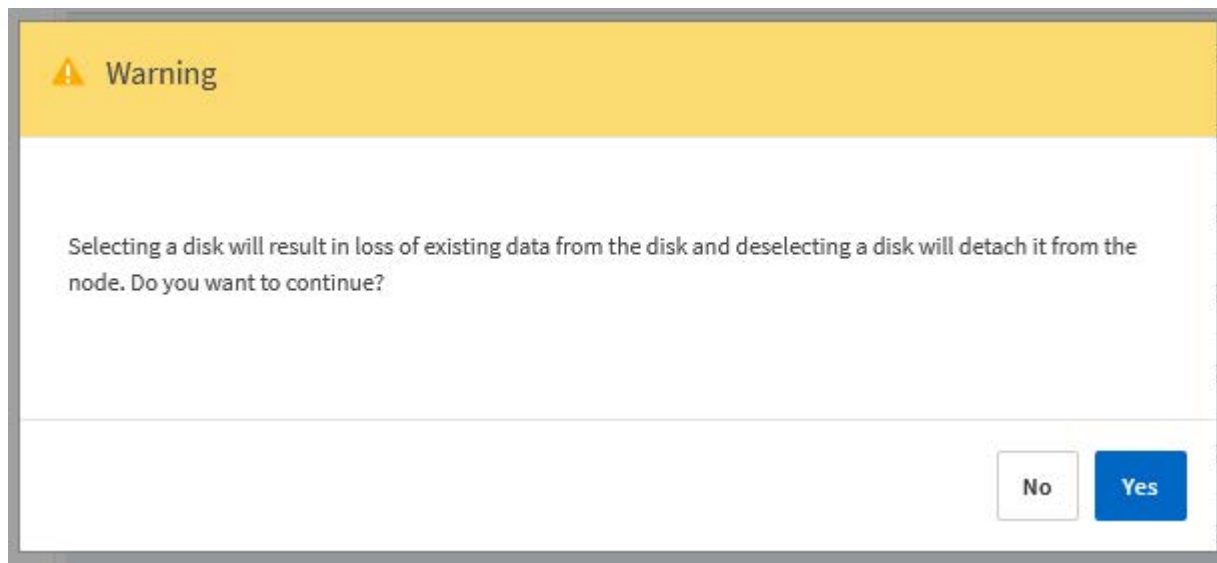 Warning
Selecting a disk will result in loss of existing data from the disk and deselecting a disk will detach it from the
node. Do you want to continue?
No
Yes